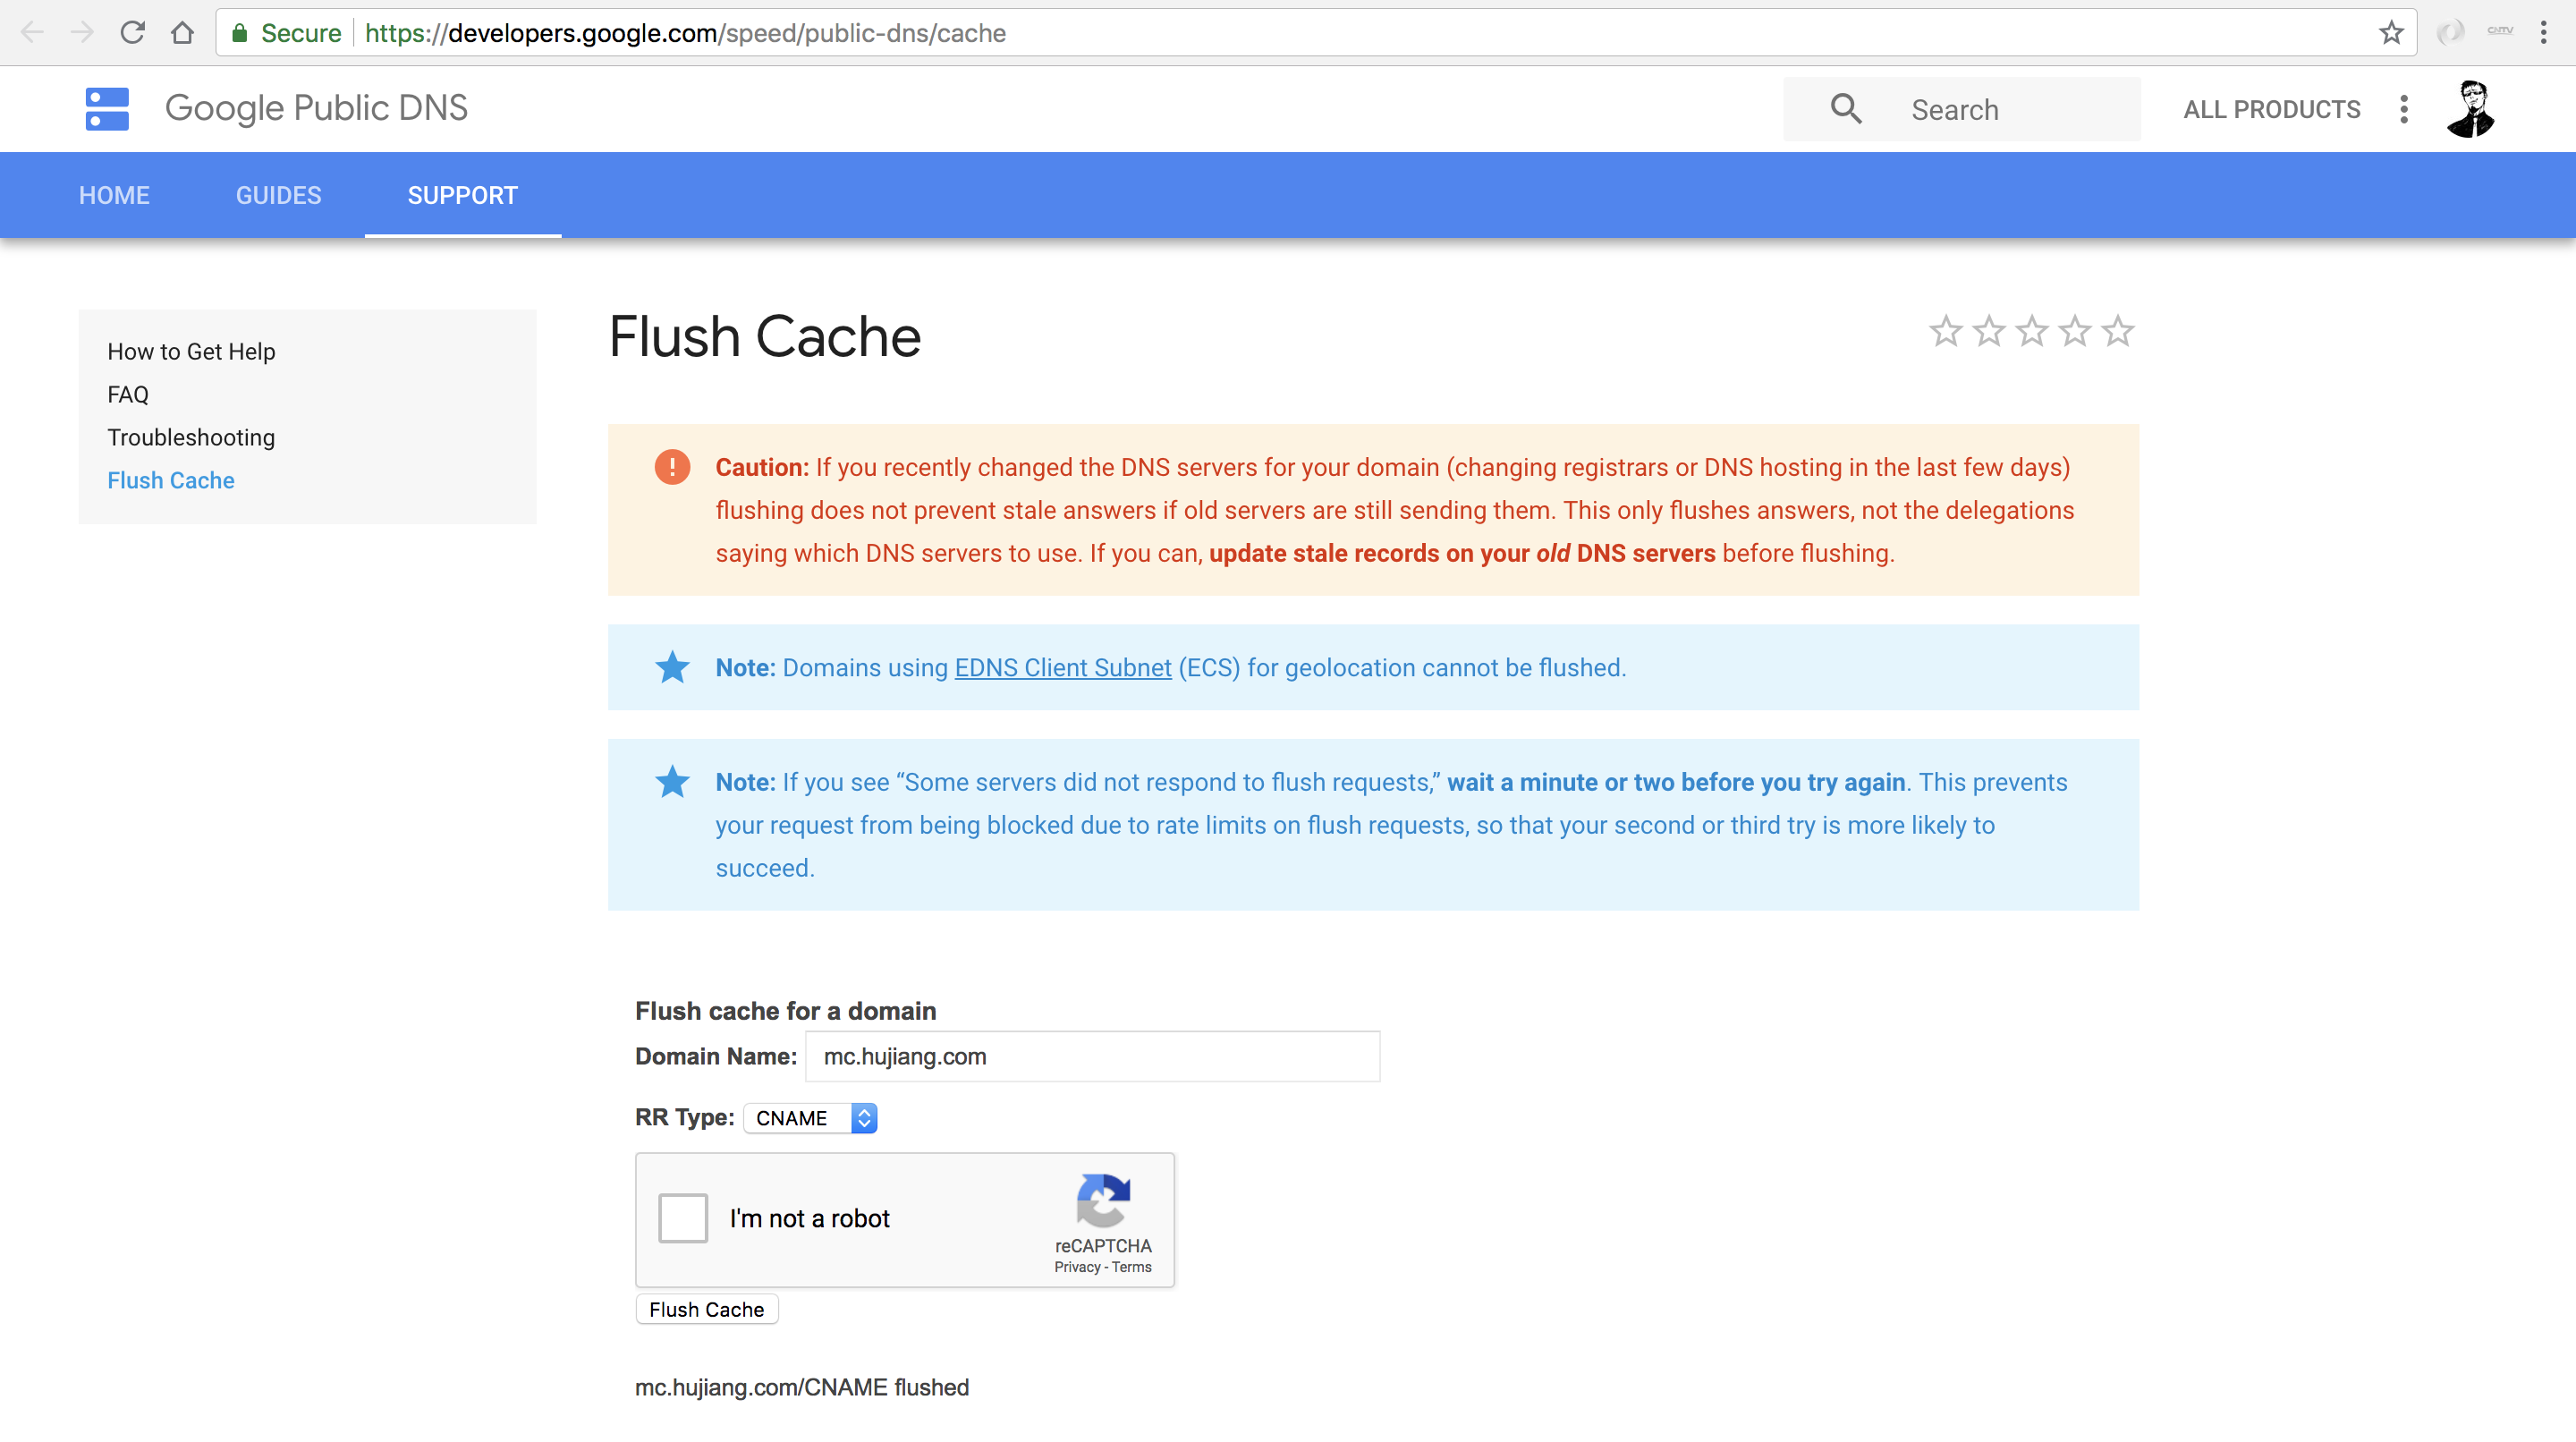 Secure https://developers.google.com/speed/public-dns/cache
CNTV
Google Public DNS
Search
ALL PRODUCTS
HOME GUIDES SUPPORT
How to Get Help
FAQ
Troubleshooting
Flush Cache
Flush Cache
Caution: If you recently changed the DNS servers for your domain (changing registrars or DNS hosting in the last few days)
flushing does not prevent stale answers if old servers are still sending them. This only flushes answers, not the delegations
saying which DNS servers to use. If you can, update stale records on your old DNS servers before flushing.
Note: Domains using EDNS Client Subnet (ECS) for geolocation cannot be flushed.
Note: If you see “Some servers did not respond to flush requests,” wait a minute or two before you try again. This prevents
your request from being blocked due to rate limits on flush requests, so that your second or third try is more likely to
succeed.
Flush cache for a domain
Domain Name: mc.hujiang.com
RR Type: CNAME
I'm not a robot
reCAPTCHA
Privacy - Terms
Flush Cache
mc.hujiang.com/CNAME flushed